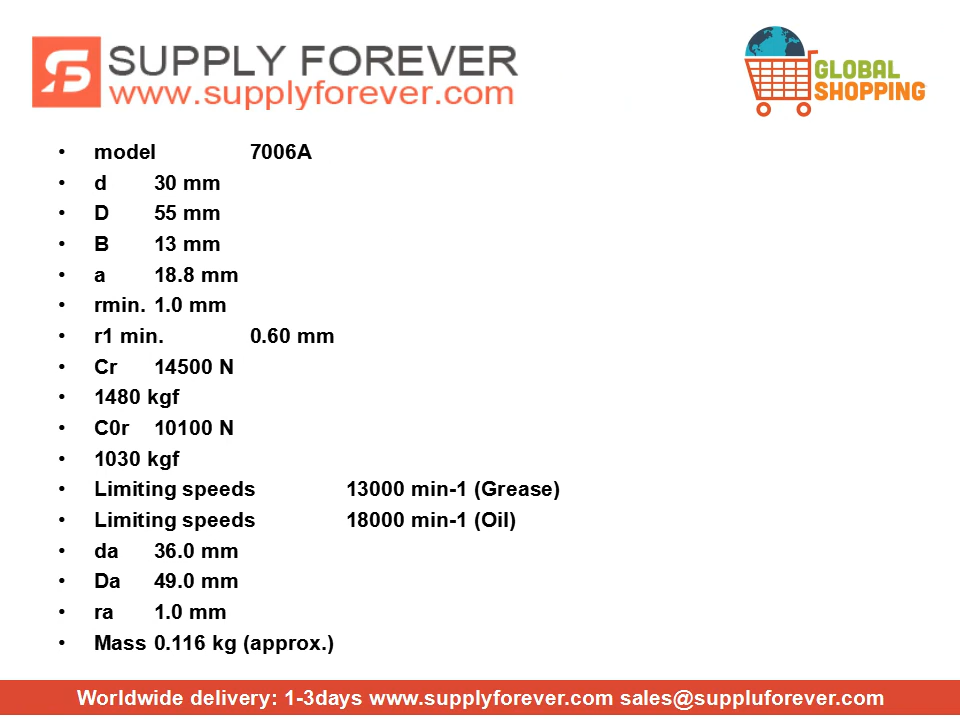 SUPPLY FOREVER
www.supplyforever.com
GLOBAL
SHOPPING
• model 7006A
• d 30 mm
• D 55 mm
• B 13 mm
• a 18.8 mm
• rmin. 1.0 mm
• r1 min. 0.60 mm
• Cr 14500 N
• 1480 kgf
• C0r 10100 N
• 1030 kgf
• Limiting speeds 13000 min-1 (Grease)
• Limiting speeds 18000 min-1 (Oil)
• da 36.0 mm
• Da 49.0 mm
• ra 1.0 mm
• Mass 0.116 kg (approx.)
Worldwide delivery: 1-3days www.supplyforever.com sales@suppluforever.com